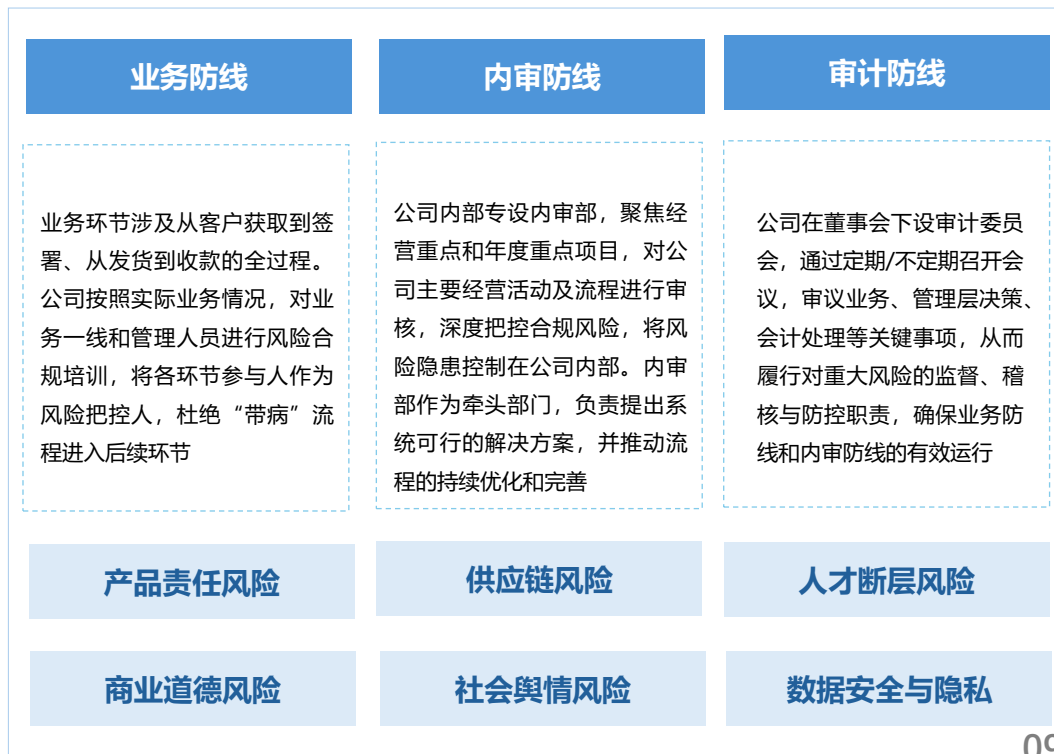 业务防线
内审防线
审计防线
业务环节涉及从客户获取到签
署、从发货到收款的全过程。
公司按照实际业务情况，对业
务一线和管理人员进行风险合
规培训，将各环节参与人作为
风险把控人，杜绝“带病”流
程进入后续环节
公司内部专设内审部，聚焦经
营重点和年度重点项目，对公
司主要经营活动及流程进行审
核，深度把控合规风险，将风
险隐患控制在公司内部。内审
部作为牵头部门，负责提出系
统可行的解决方案，并推动流
程的持续优化和完善
公司在董事会下设审计委员
会，通过定期/不定期召开会
议，审议业务、管理层决策、
会计处理等关键事项，从而
履行对重大风险的监督、稽
核与防控职责，确保业务防
线和内审防线的有效运行
产品责任风险
供应链风险
人才断层风险
商业道德风险
社会舆情风险
数据安全与隐私
09